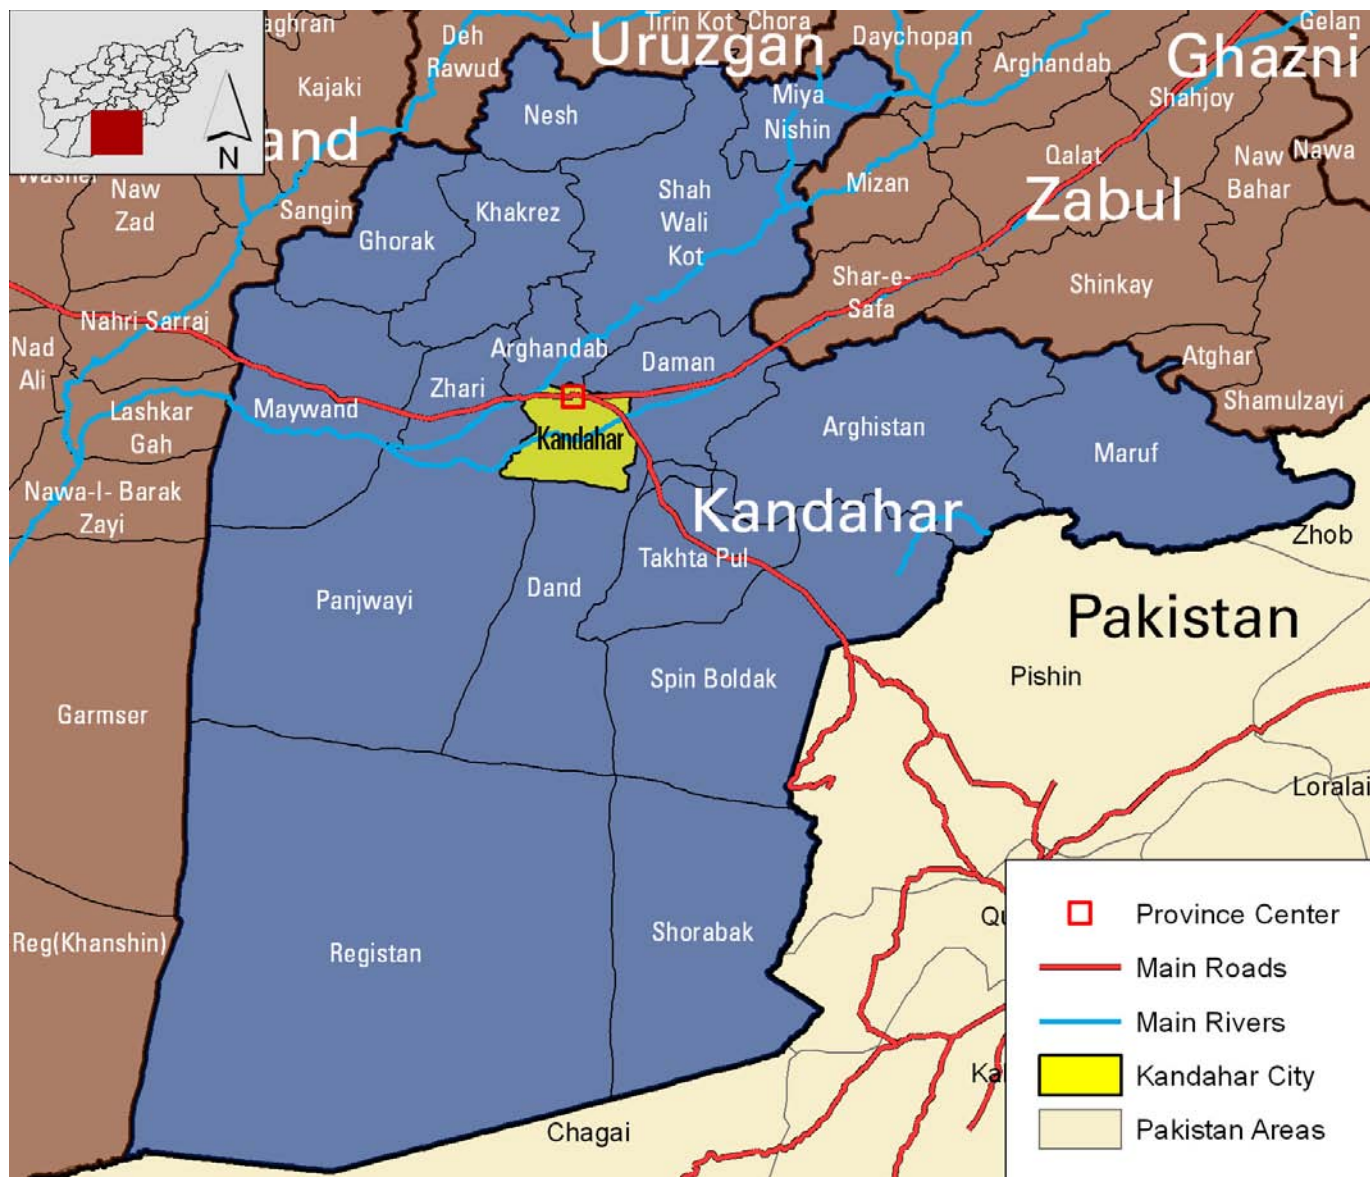 aghran
Deh
Rawud
Tirin Kot
Chora
Uruzgan
Daychopan
Gelan
Arghandab
Ghazni
Kajaki
Nesh
Miya
Nishin
Shahjoy
N
and
Qalat
Naw
Bahar
Nawa
Naw
Zad
Sangin
Mizan
Zabul
Khakrez
Shah
Wali
Kot
Ghorak
Shar-e-
Safa
Shinkay
Nahri Sarraj
Nad
Ali
Arghandab
Daman
Atghar
Zhari
Lashkar
Gah
Maywand
Shamulzayi
Kandahar
Arghistan
Maruf
Nawa-I- Barak
Zayi
Kandahar
Zhob
Takhta Pul
Dand
Panjwayi
Pakistan
Spin Boldak
Pishin
Garmser
Loralai
Reg(Khanshin)
Registan
Shorabak
Qu
Ka
Chagai
Province Center
Main Roads
Main Rivers
Kandahar City
Pakistan Areas